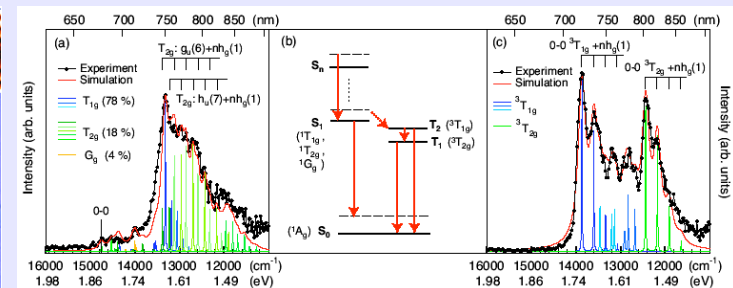 650 700 750 800 850 (nm)
(a)
T2g: gu(6)+nhg(1)
Experiment
Simulation
T2g: hu(7)+nhg(1)
T1g (78 %)
T2g (18 %)
Gg (4 %)
0-0
Intensity (arb. units)
16000 15000 14000 13000 12000 (cm-1)
1.98 1.86 1.74 1.61 1.49 (eV)
(b)
Sn
S1
(1T1g,
1T2g,
1Gg)
T2 (3T1g)
T1 (3T2g)
(1Ag) S0
650 700 750 800 850 (nm)
(c)
0-0 3T1g +nhg(1)
0-0 3T2g +nhg(1)
Experiment
Simulation
3T1g
3T2g
Intensity (arb. units)
16000 15000 14000 13000 12000 (cm-1)
1.98 1.86 1.74 1.61 1.49 (eV)